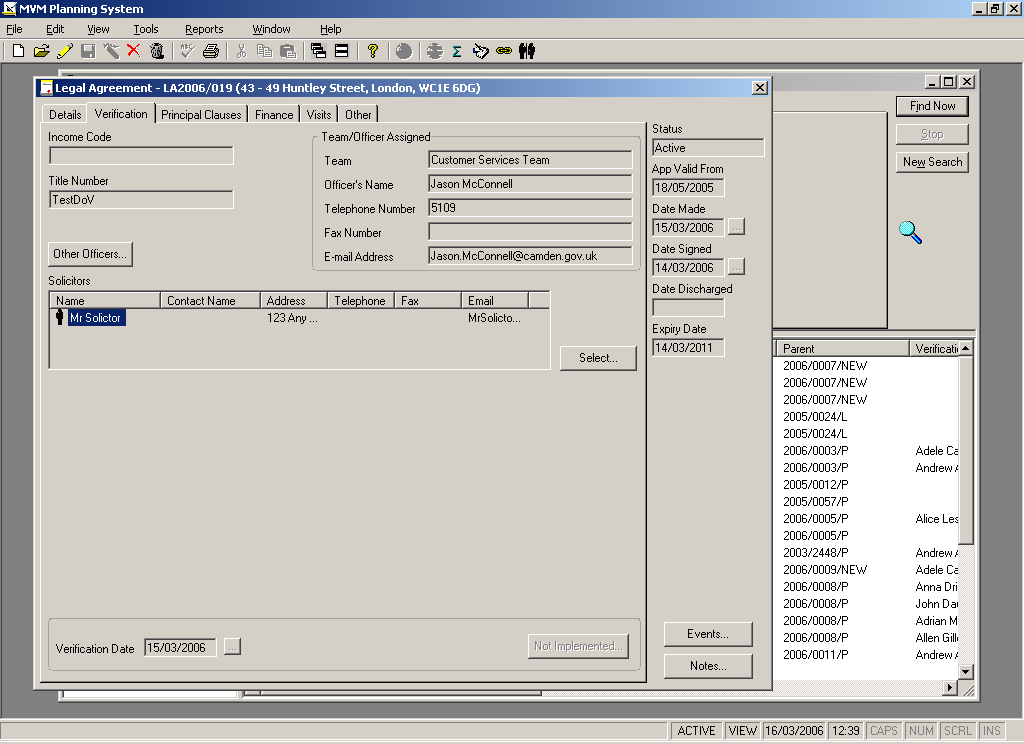 MVM Planning System
File Edit View Tools Reports Window Help
Legal Agreement - LA2006/019 (43 - 49 Huntley Street, London, WC1E 6DG)
Details Verification Principal Clauses Finance Visits Other
Income Code
Title Number
TestDoV
Other Officers...
Team/Officer Assigned
Team Customer Services Team
Officer's Name Jason McConnell
Telephone Number 5109
Fax Number
E-mail Address Jason.McConnell@camden.gov.uk
Solicitors
Name Contact Name Address Telephone Fax Email
Mr Solictor 123 Any ... MrSolicto...
Select...
Verification Date 15/03/2006 ...
Not Implemented...
Status
Active
App Valid From
18/05/2005
Date Made
15/03/2006 ...
Date Signed
14/03/2006 ...
Date Discharged
Expiry Date
14/03/2011
Events...
Notes...
Find Now
Stop
New Search
Parent Verificati
2006/0007/NEW
2006/0007/NEW
2006/0007/NEW
2005/0024/L
2005/0024/L
2006/0003/P Adele Ca
2006/0003/P Andrew A
2005/0012/P
2005/0057/P
2006/0005/P Alice Les
2006/0005/P
2003/2448/P Andrew A
2006/0009/NEW Adele Ca
2006/0008/P Anna Dri
2006/0008/P John Dau
2006/0008/P Adrian M
2006/0008/P Allen Gill
2006/0011/P Andrew A
ACTIVE VIEW 16/03/2006 12:39 CAPS NUM SCRL INS